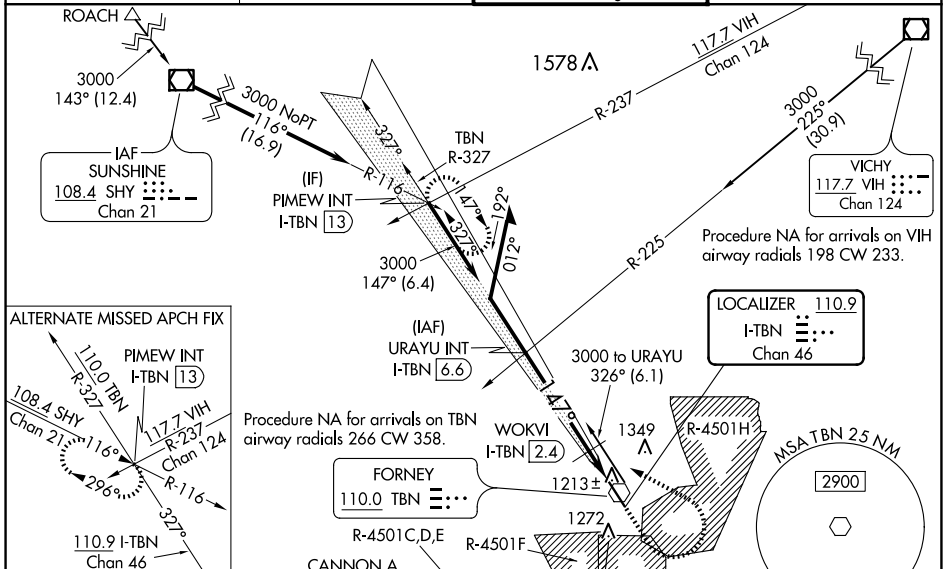 ROACH
3000
143° (12.4)
3000 NoPT
116°
(16.9)
IAF
SUNSHINE
108.4 SHY
Chan 21
R-116
327°
TBN
R-327
(IF)
PIMEW INT
I-TBN 13
147°
327°
3000
147° (6.4)
192°
012°
1578
117.7 VIH
Chan 124
R-237
3000
225°
(30.9)
R-225
VICHY
117.7 VIH
Chan 124
Procedure NA for arrivals on VIH
airway radials 198 CW 233.
LOCALIZER 110.9
I-TBN
Chan 46
(IAF)
URAYU INT
I-TBN 6.6
3000 to URAYU
326° (6.1)
147°
ALTERNATE MISSED APCH FIX
110.0 TBN
R-327
PIMEW INT
I-TBN 13
108.4 SHY
Chan 21
116°
117.7 VIH
R-237
Chan 124
R-116
296°
327°
110.9 I-TBN
Chan 46
Procedure NA for arrivals on TBN
airway radials 266 CW 358.
WOKVI
I-TBN 2.4
1349
R-4501H
FORNEY
110.0 TBN
1213±
1272
R-4501C,D,E
R-4501F
CANNON A
MSA TBN 25 NM
2900